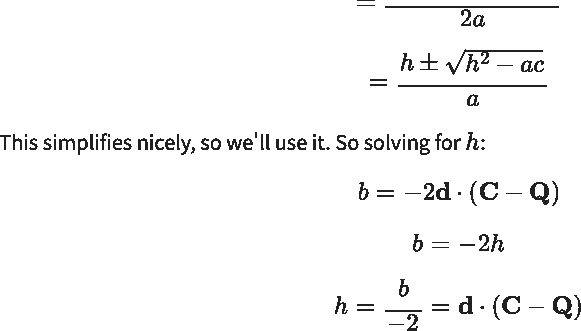 = 2a
= h ± √(h² − ac) / a
This simplifies nicely, so we'll use it. So solving for h:
b = −2d · (C − Q)
b = −2h
h = b / −2 = d · (C − Q)